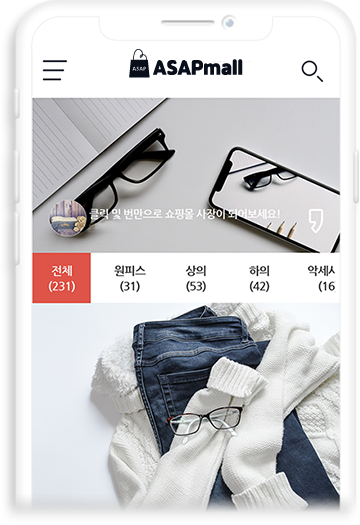 ASAP
ASAPmall
클릭 몇 번만으로 쇼핑몰 사장이 되어보세요!
전체 원피스 상의 하의 악세사
(231) (31) (53) (42) (16